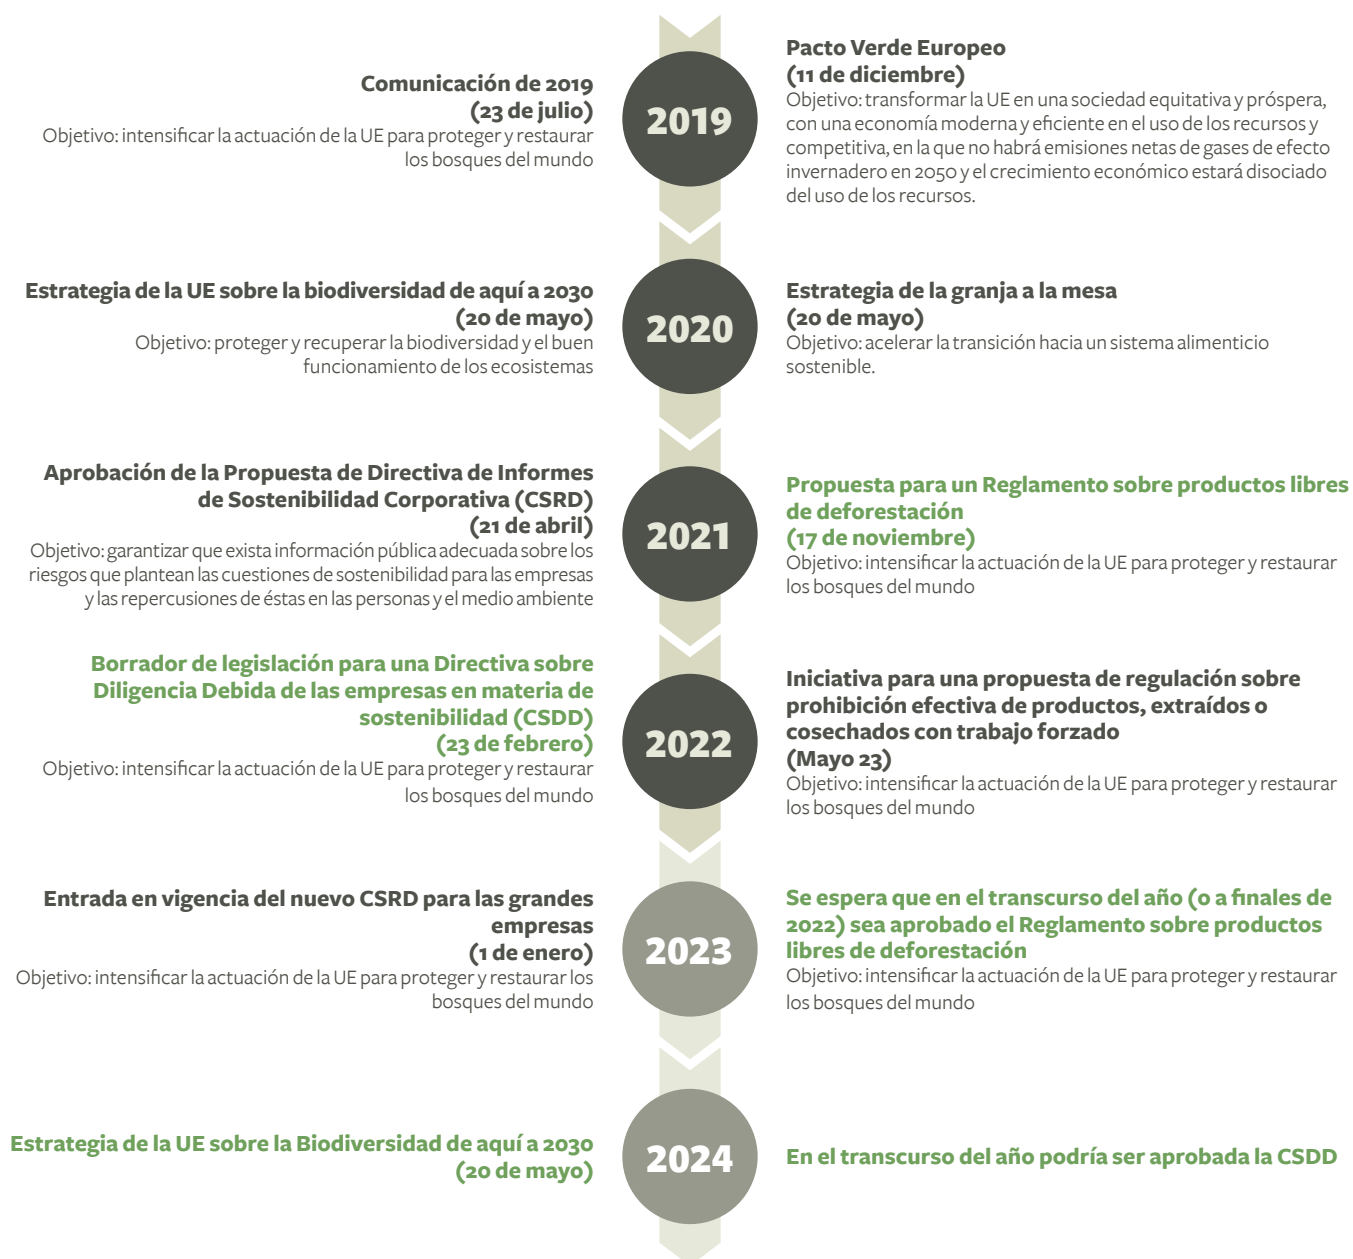 Comunicación de 2019
(23 de julio)
Objetivo: intensificar la actuación de la UE para proteger y restaurar
los bosques del mundo
2019
Pacto Verde Europeo
(11 de diciembre)
Objetivo: transformar la UE en una sociedad equitativa y próspera,
con una economía moderna y eficiente en el uso de los recursos y
competitiva, en la que no habrá emisiones netas de gases de efecto
invernadero en 2050 y el crecimiento económico estará disociado
del uso de los recursos.
Estrategia de la UE sobre la biodiversidad de aquí a 2030
(20 de mayo)
Objetivo: proteger y recuperar la biodiversidad y el buen
funcionamiento de los ecosistemas
2020
Estrategia de la granja a la mesa
(20 de mayo)
Objetivo: acelerar la transición hacia un sistema alimenticio
sostenible.
Aprobación de la Propuesta de Directiva de Informes
de Sostenibilidad Corporativa (CSRD)
(21 de abril)
Objetivo: garantizar que exista información pública adecuada sobre los
riesgos que plantean las cuestiones de sostenibilidad para las empresas
y las repercusiones de éstas en las personas y el medio ambiente
2021
Propuesta para un Reglamento sobre productos libres
de deforestación
(17 de noviembre)
Objetivo: intensificar la actuación de la UE para proteger y restaurar
los bosques del mundo
Borrador de legislación para una Directiva sobre
Diligencia Debida de las empresas en materia de
sostenibilidad (CSDD)
(23 de febrero)
Objetivo: intensificar la actuación de la UE para proteger y restaurar
los bosques del mundo
2022
Iniciativa para una propuesta de regulación sobre
prohibición efectiva de productos, extraídos o
cosechados con trabajo forzado
(Mayo 23)
Objetivo: intensificar la actuación de la UE para proteger y restaurar
los bosques del mundo
Entrada en vigencia del nuevo CSRD para las grandes
empresas
(1 de enero)
Objetivo: intensificar la actuación de la UE para proteger y restaurar los
bosques del mundo
2023
Se espera que en el transcurso del año (o a finales de
2022) sea aprobado el Reglamento sobre productos
libres de deforestación
Objetivo: intensificar la actuación de la UE para proteger y restaurar
los bosques del mundo
Estrategia de la UE sobre la Biodiversidad de aquí a 2030
(20 de mayo)
2024
En el transcurso del año podría ser aprobada la CSDD